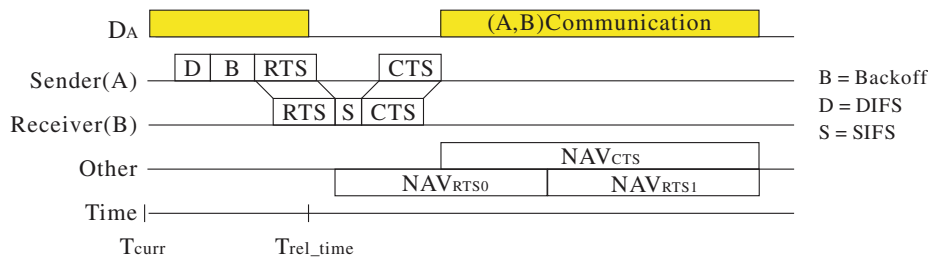 DA (A,B)Communication
D B RTS CTS
Sender(A)
B = Backoff
RTS S CTS
D = DIFS
Receiver(B)
S = SIFS
NAVCTS
Other
NAVRTS0 NAVRTS1
Time
Tcurr Trel_time